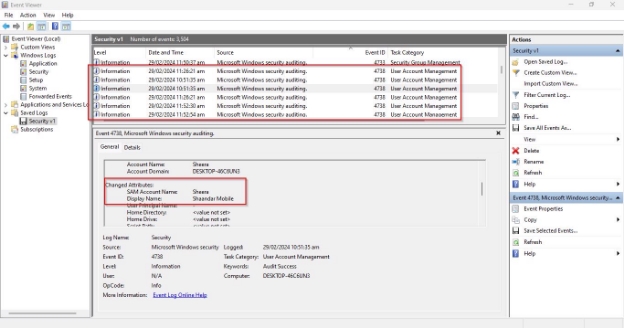 Event Viewer
File Action View Help
Event Viewer (Local)
Custom Views
Windows Logs
Application
Security
Setup
System
Forwarded Events
Applications and Services Lo
Saved Logs
Security v1
Subscriptions
Security v1 Number of events: 3,104
Level Date and Time Source Event ID Task Category
Information 29/02/2024 11:50:37 am Microsoft Windows security auditing. 4733 Security Group Management
Information 29/02/2024 11:28:21 am Microsoft Windows security auditing. 4738 User Account Management
Information 29/02/2024 10:51:35 am Microsoft Windows security auditing. 4738 User Account Management
Information 29/02/2024 10:51:35 am Microsoft Windows security auditing. 4738 User Account Management
Information 29/02/2024 11:28:21 am Microsoft Windows security auditing. 4738 User Account Management
Information 29/02/2024 11:52:30 am Microsoft Windows security auditing. 4738 User Account Management
Information 29/02/2024 11:52:54 am Microsoft Windows security auditing. 4738 User Account Management
Event 4738, Microsoft Windows security auditing.
General Details
Account Name: Sheere
Account Domain: DESKTOP-46C6UN3
Changed Attributes:
SAM Account Name: Sheere
Display Name: Shaandar Mobile
User Principal Name:
Home Directory: <value not set>
Home Drive: <value not set>
Script Path: <value not set>
Log Name: Security
Source: Microsoft Windows security Logged: 29/02/2024 10:51:35 am
Event ID: 4738 Task Category: User Account Management
Level: Information Keywords: Audit Success
User: N/A Computer: DESKTOP-46C6UN3
OpCode: Info
More Information: Event Log Online Help
Actions
Security v1
Open Saved Log...
Create Custom View...
Import Custom View...
Filter Current Log...
Properties
Find...
Save All Events As...
View
Delete
Rename
Refresh
Help
Event 4738, Microsoft Windows security...
Event Properties
Copy
Save Selected Events...
Refresh
Help